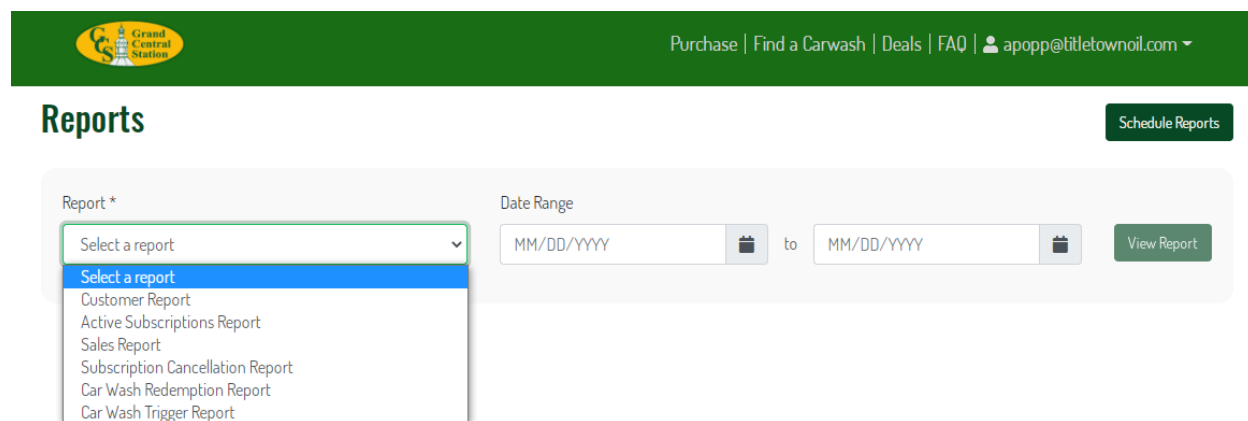 GCS Grand Central Station
Purchase | Find a Carwash | Deals | FAQ | apopp@titletownoil.com
Reports
Schedule Reports
Report *
Date Range
Select a report
MM/DD/YYYY
to
MM/DD/YYYY
View Report
Select a report
Customer Report
Active Subscriptions Report
Sales Report
Subscription Cancellation Report
Car Wash Redemption Report
Car Wash Trigger Report